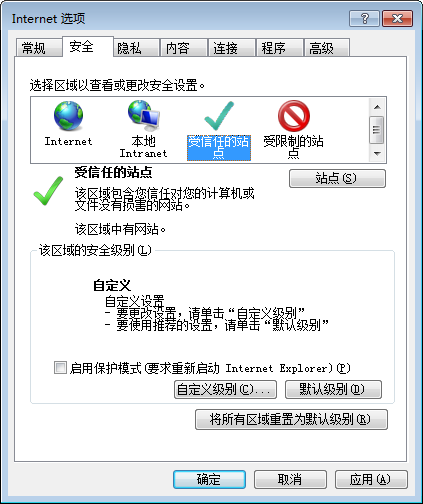 Internet 选项
常规 安全 隐私 内容 连接 程序 高级
选择区域以查看或更改安全设置。
Internet 本地 Intranet 受信任的站点 受限制的站点
受信任的站点
站点(S)
该区域包含您信任对您的计算机或
文件没有损害的网站。
该区域中有网站。
该区域的安全级别(L)
自定义
自定义设置
- 要更改设置，请单击“自定义级别”
- 要使用推荐的设置，请单击“默认级别”
启用保护模式(要求重新启动 Internet Explorer)(P)
自定义级别(C)... 默认级别(D)
将所有区域重置为默认级别(R)
确定 取消 应用(A)